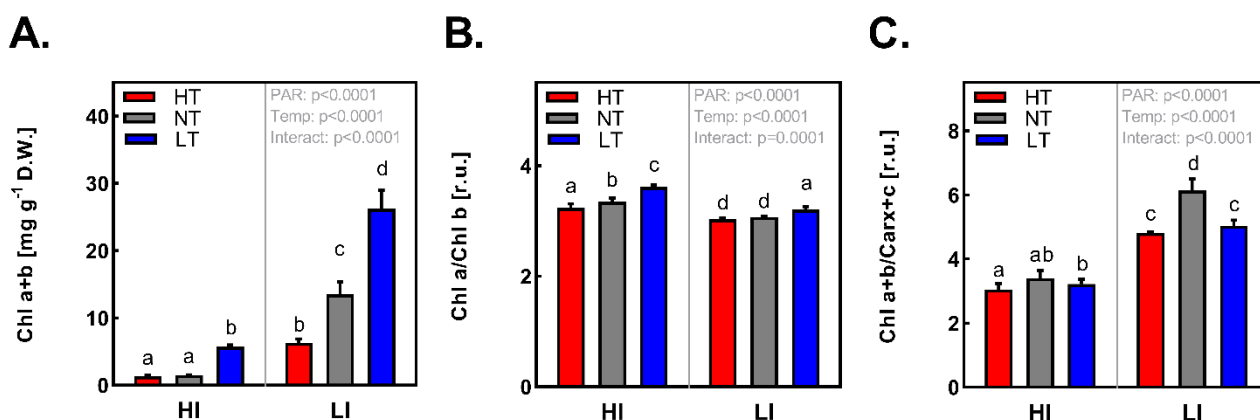 A.
Chl a+b [mg g⁻¹ D.W.]
40
30
20
10
0
HT
NT
LT
PAR: p<0.0001
Temp: p<0.0001
Interact: p<0.0001
a
a
b
b
c
d
HI
LI
B.
Chl a/Chl b [r.u.]
4
2
0
HT
NT
LT
PAR: p<0.0001
Temp: p<0.0001
Interact: p=0.0001
a
b
c
d
d
a
HI
LI
C.
Chl a+b/Carx+c [r.u.]
8
6
4
2
0
HT
NT
LT
PAR: p<0.0001
Temp: p<0.0001
Interact: p<0.0001
a
ab
b
c
d
c
HI
LI